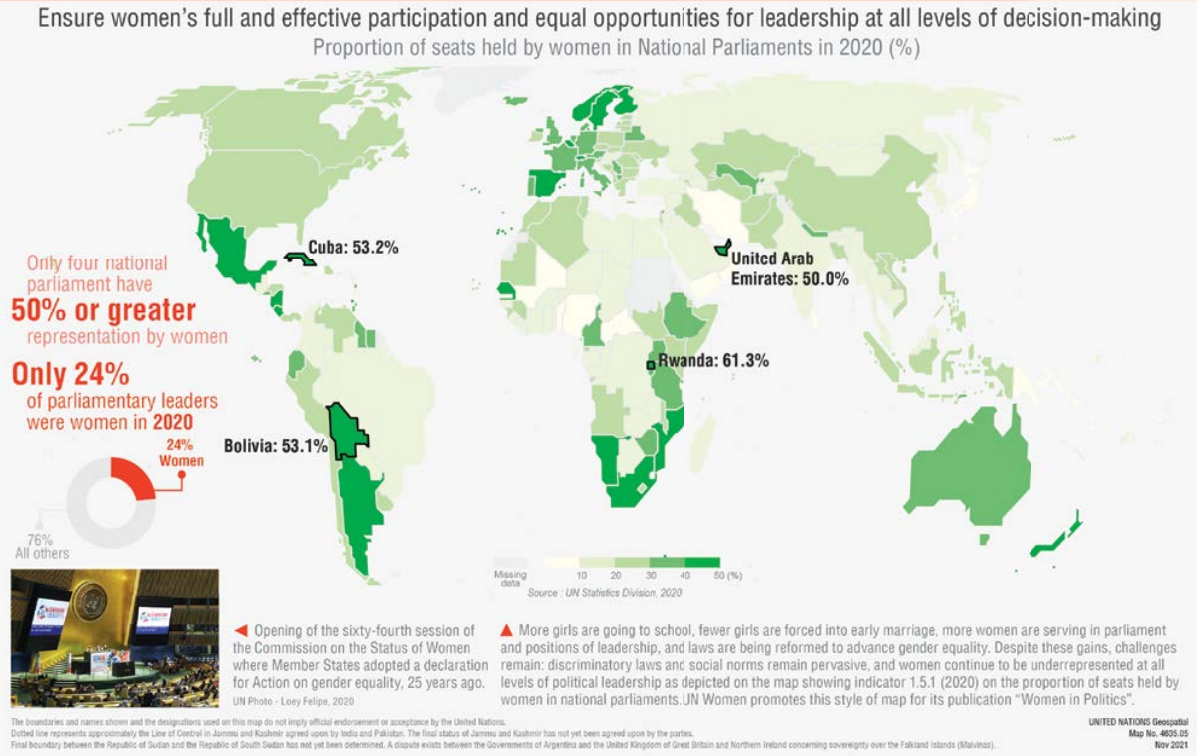 Ensure women's full and effective participation and equal opportunities for leadership at all levels of decision-making
Proportion of seats held by women in National Parliaments in 2020 (%)
Cuba: 53.2%
United Arab
Emirates: 50.0%
Rwanda: 61.3%
Bolivia: 53.1%
Only four national
parliament have
50% or greater
representation by women
Only 24%
of parliamentary leaders
were women in 2020
24%
Women
76%
All others
Missing
data
10 20 30 40 50 (%)
Source : UN Statistics Division, 2020
◀ Opening of the sixty-fourth session of
the Commission on the Status of Women
where Member States adopted a declaration
for Action on gender equality, 25 years ago.
UN Photo - Loey Felipe, 2020
▲ More girls are going to school, fewer girls are forced into early marriage, more women are serving in parliament
and positions of leadership, and laws are being reformed to advance gender equality. Despite these gains, challenges
remain: discriminatory laws and social norms remain pervasive, and women continue to be underrepresented at all
levels of political leadership as depicted on the map showing indicator 1.5.1 (2020) on the proportion of seats held by
women in national parliaments.UN Women promotes this style of map for its publication "Women in Politics".
The boundaries and names shown and the designations used on this map do not imply official endorsement or acceptance by the United Nations.
Dotted line represents approximately the Line of Control in Jammu and Kashmir agreed upon by India and Pakistan. The final status of Jammu and Kashmir has not yet been agreed upon by the parties.
Final boundary between the Republic of Sudan and the Republic of South Sudan has not yet been determined. A dispute exists between the Governments of Argentina and the United Kingdom of Great Britain and Northern Ireland concerning sovereignty over the Falkland Islands (Malvinas).
UNITED NATIONS Geospatial
Map No. 4635.05
Nov 2021